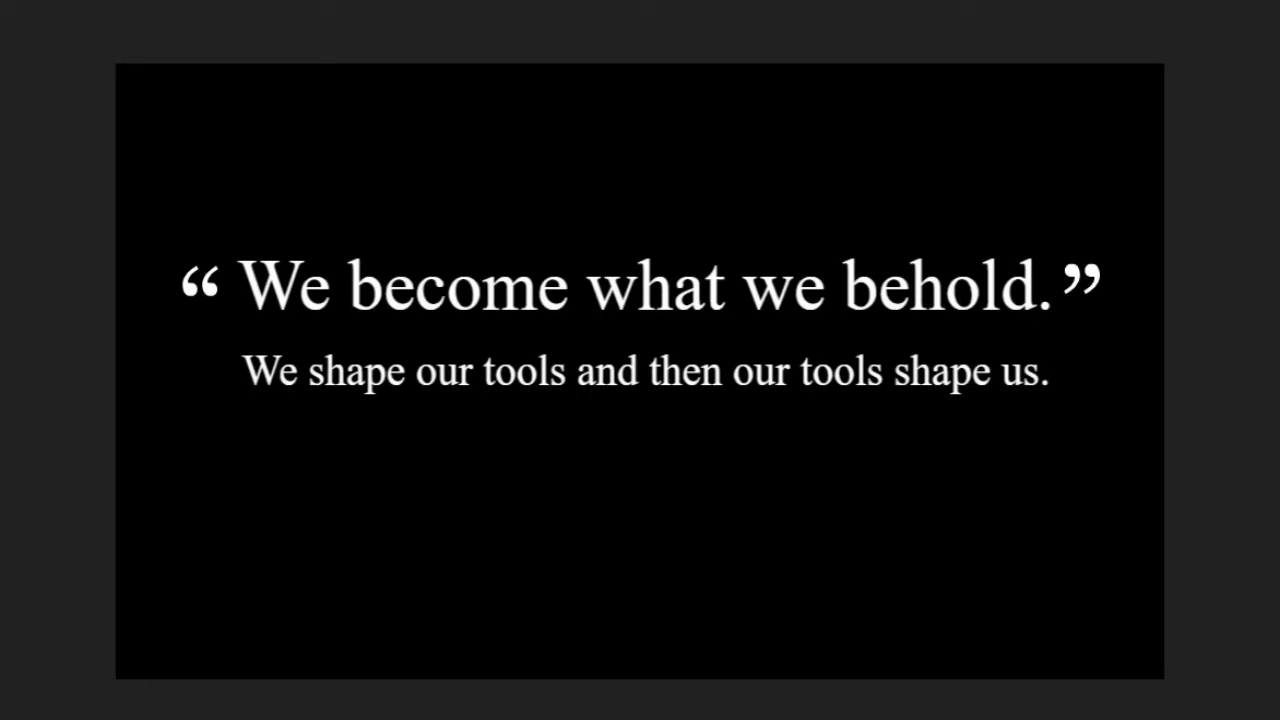 “ We become what we behold.”
We shape our tools and then our tools shape us.